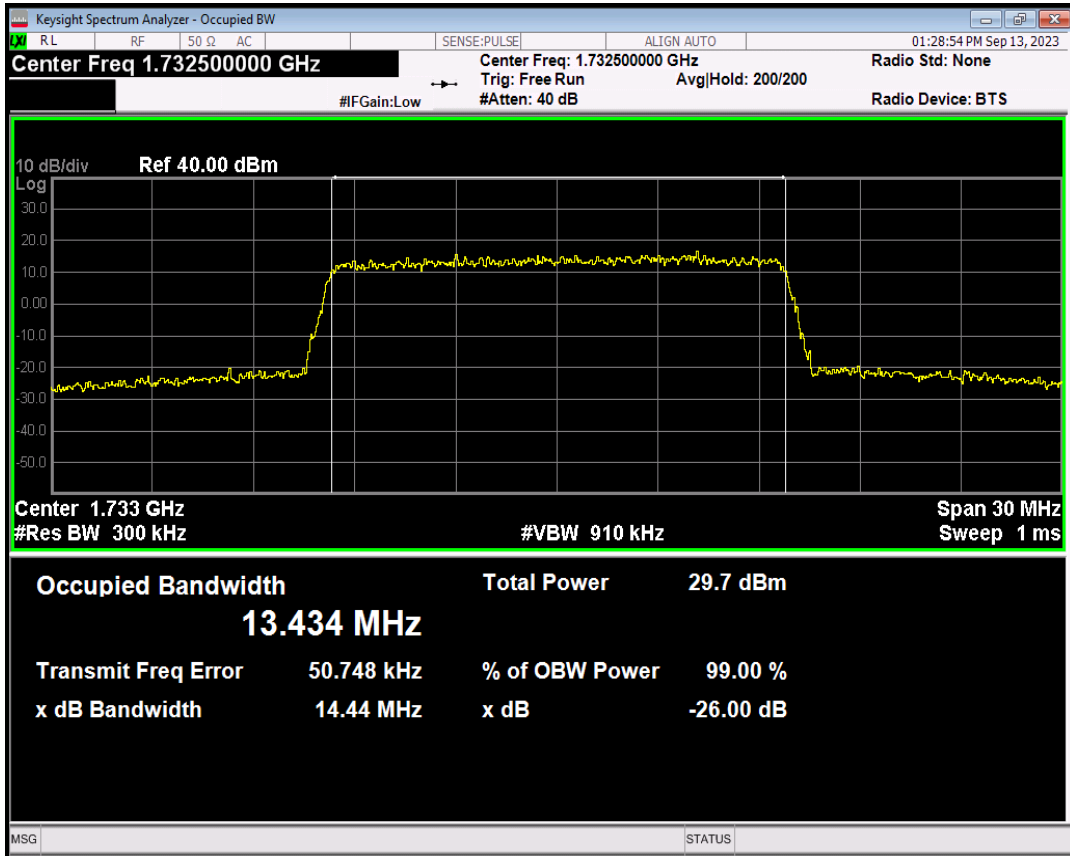 Keysight Spectrum Analyzer - Occupied BW
LXI RL RF 50 Ω AC SENSE:PULSE ALIGN AUTO 01:28:54 PM Sep 13, 2023
Center Freq 1.732500000 GHz Center Freq: 1.732500000 GHz Radio Std: None
Trig: Free Run Avg|Hold: 200/200
#IFGain:Low #Atten: 40 dB Radio Device: BTS
10 dB/div Ref 40.00 dBm
Log
30.0
20.0
10.0
0.00
-10.0
-20.0
-30.0
-40.0
-50.0
Center 1.733 GHz Span 30 MHz
#Res BW 300 kHz #VBW 910 kHz Sweep 1 ms
Occupied Bandwidth Total Power 29.7 dBm
13.434 MHz
Transmit Freq Error 50.748 kHz % of OBW Power 99.00 %
x dB Bandwidth 14.44 MHz x dB -26.00 dB
MSG STATUS